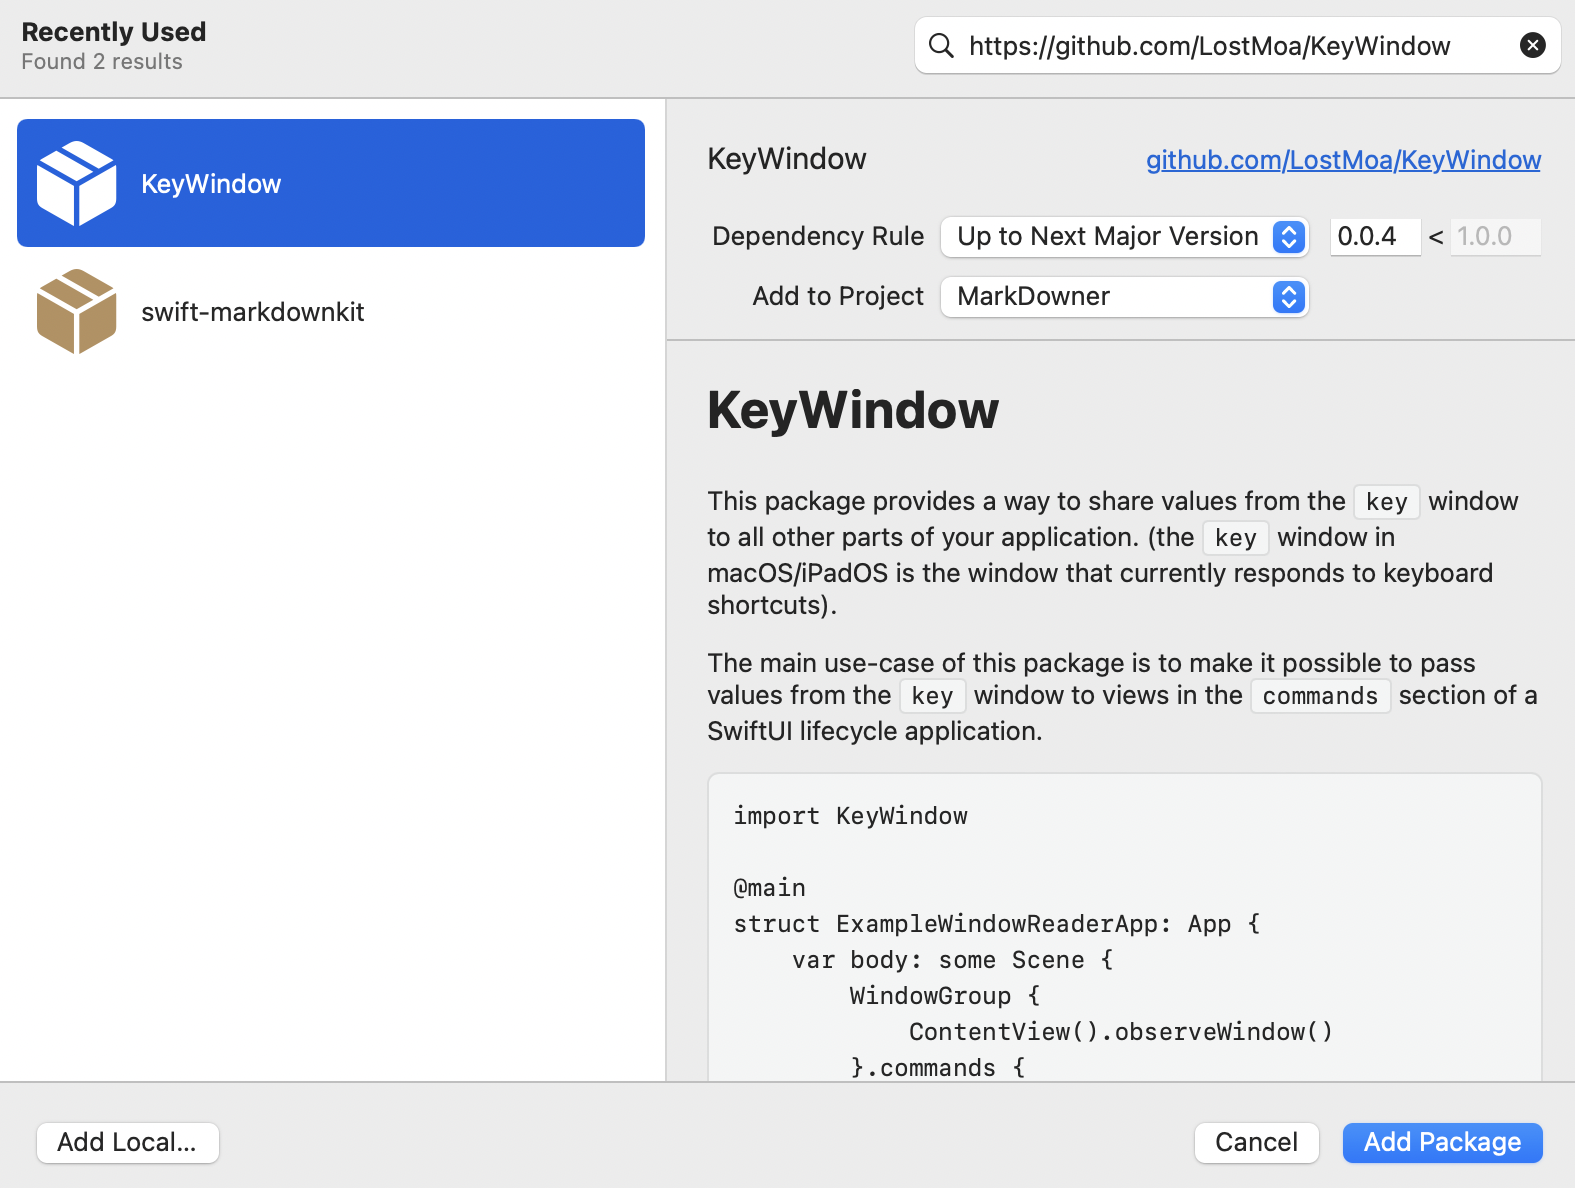 Recently Used
Found 2 results
https://github.com/LostMoa/KeyWindow
KeyWindow
swift-markdownkit
KeyWindow
github.com/LostMoa/KeyWindow
Dependency Rule Up to Next Major Version 0.0.4 < 1.0.0
Add to Project MarkDowner
KeyWindow
This package provides a way to share values from the key window
to all other parts of your application. (the key window in
macOS/iPadOS is the window that currently responds to keyboard
shortcuts).
The main use-case of this package is to make it possible to pass
values from the key window to views in the commands section of a
SwiftUI lifecycle application.
import KeyWindow
@main
struct ExampleWindowReaderApp: App {
    var body: some Scene {
        WindowGroup {
            ContentView().observeWindow()
        }.commands {
Add Local...
Cancel
Add Package